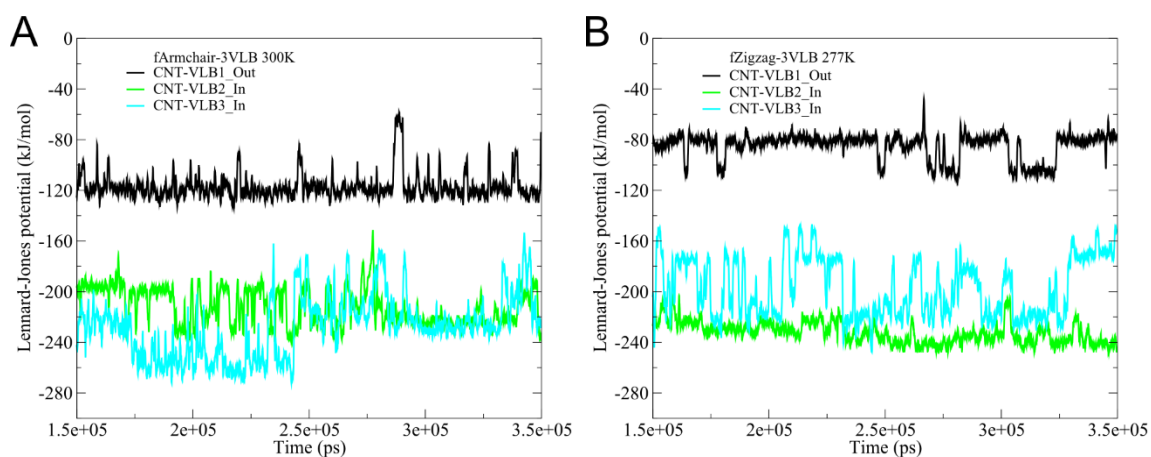 A
Lennard-Jones potential (kJ/mol)
0
-40
-80
-120
-160
-200
-240
-280
fArmchair-3VLB 300K
CNT-VLB1_Out
CNT-VLB2_In
CNT-VLB3_In
1.5e+05 2e+05 2.5e+05 3e+05 3.5e+05
Time (ps)
B
Lennard-Jones potential (kJ/mol)
0
-40
-80
-120
-160
-200
-240
-280
fZigzag-3VLB 277K
CNT-VLB1_Out
CNT-VLB2_In
CNT-VLB3_In
1.5e+05 2e+05 2.5e+05 3e+05 3.5e+05
Time (ps)